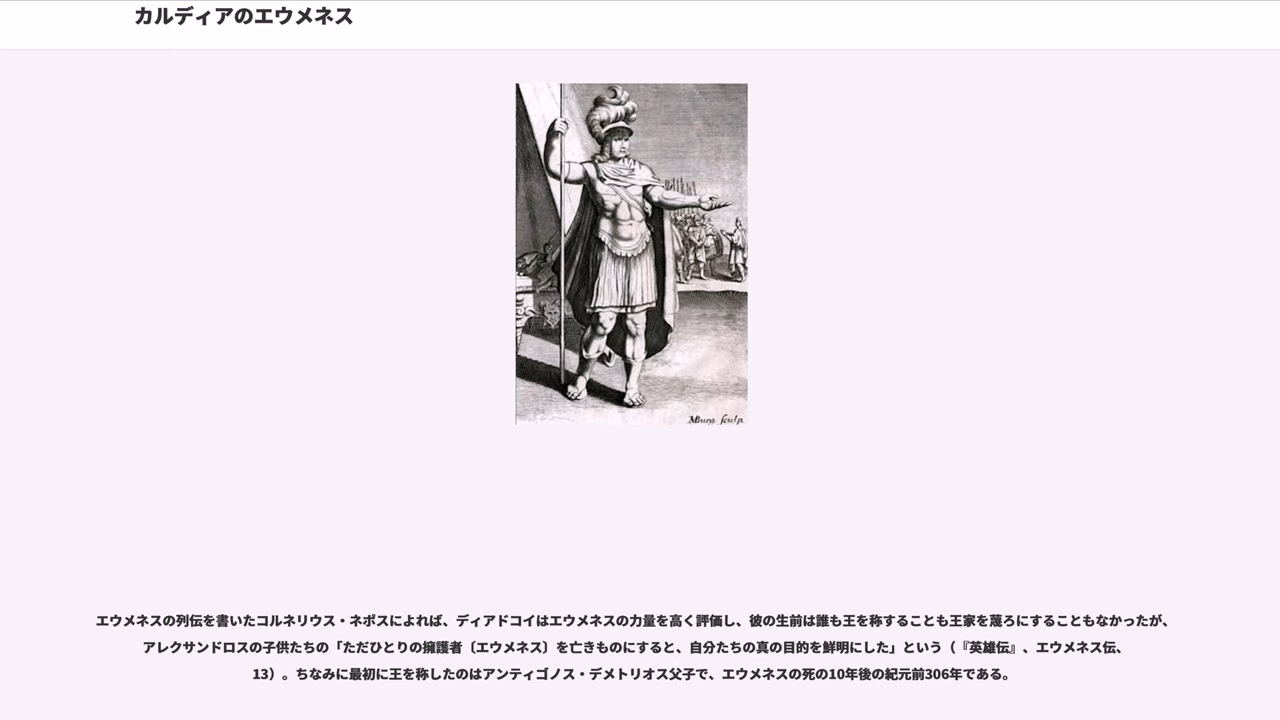 カルディアのエウメネス
MBurg. sculp.
エウメネスの列伝を書いたコルネリウス・ネポスによれば、ディアドコイはエウメネスの力量を高く評価し、彼の生前は誰も王を称することも王家を蔑ろにすることもなかったが、
アレクサンドロスの子供たちの「ただひとりの擁護者〔エウメネス〕を亡きものにすると、自分たちの真の目的を鮮明にした」という（『英雄伝』、エウメネス伝、
13）。ちなみに最初に王を称したのはアンティゴノス・デメトリオス父子で、エウメネスの死の10年後の紀元前306年である。